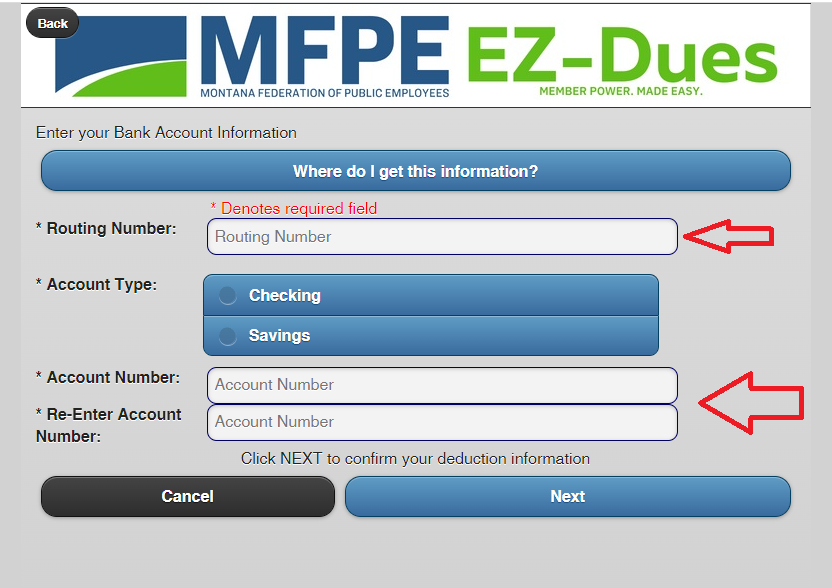 Back
MFPE EZ-Dues
MONTANA FEDERATION OF PUBLIC EMPLOYEES
MEMBER POWER. MADE EASY.
Enter your Bank Account Information
Where do I get this information?
* Denotes required field
* Routing Number:
Routing Number
* Account Type:
Checking
Savings
* Account Number:
Account Number
* Re-Enter Account
Number:
Account Number
Click NEXT to confirm your deduction information
Cancel
Next